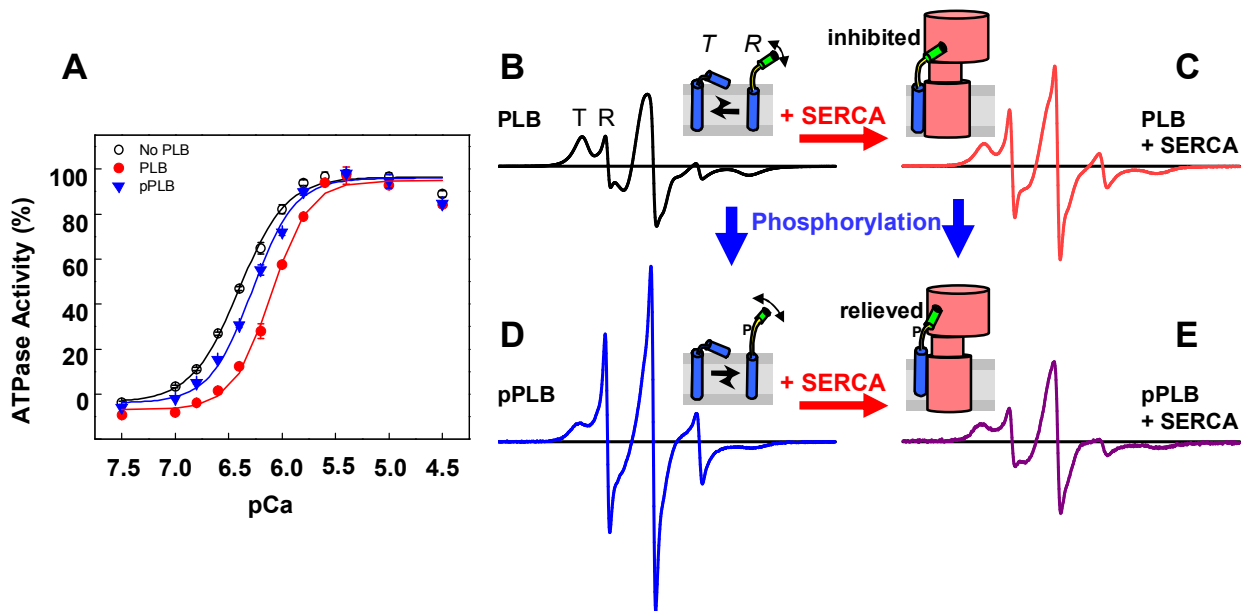 A
ATPase Activity (%)
100
80
60
40
20
0
No PLB
PLB
pPLB
7.5 7.0 6.5 6.0 5.5 5.0 4.5
pCa
B
PLB
T R
T R
+ SERCA
inhibited
C
PLB
+ SERCA
Phosphorylation
D
pPLB
P
+ SERCA
relieved
P
E
pPLB
+ SERCA